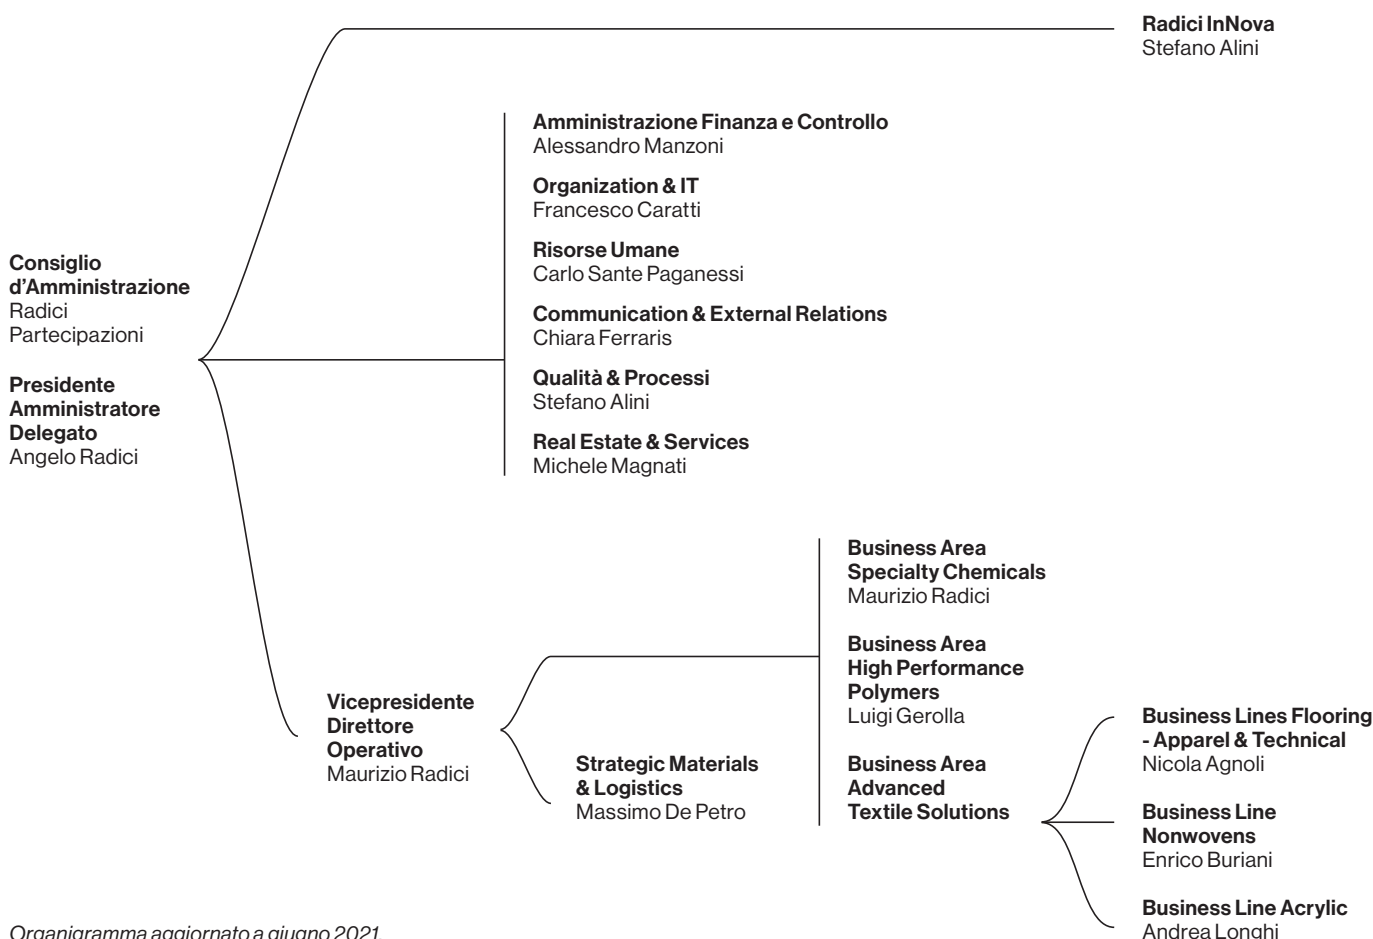 Radici InNova
Stefano Alini
Amministrazione Finanza e Controllo
Alessandro Manzoni
Organization & IT
Francesco Caratti
Risorse Umane
Carlo Sante Paganessi
Communication & External Relations
Chiara Ferraris
Qualità & Processi
Stefano Alini
Real Estate & Services
Michele Magnati
Consiglio
d'Amministrazione
Radici
Partecipazioni
Presidente
Amministratore
Delegato
Angelo Radici
Vicepresidente
Direttore
Operativo
Maurizio Radici
Strategic Materials
& Logistics
Massimo De Petro
Business Area
Specialty Chemicals
Maurizio Radici
Business Area
High Performance
Polymers
Luigi Gerolla
Business Area
Advanced
Textile Solutions
Business Lines Flooring
- Apparel & Technical
Nicola Agnoli
Business Line
Nonwovens
Enrico Buriani
Business Line Acrylic
Andrea Longhi
Organigramma aggiornato a giugno 2021.